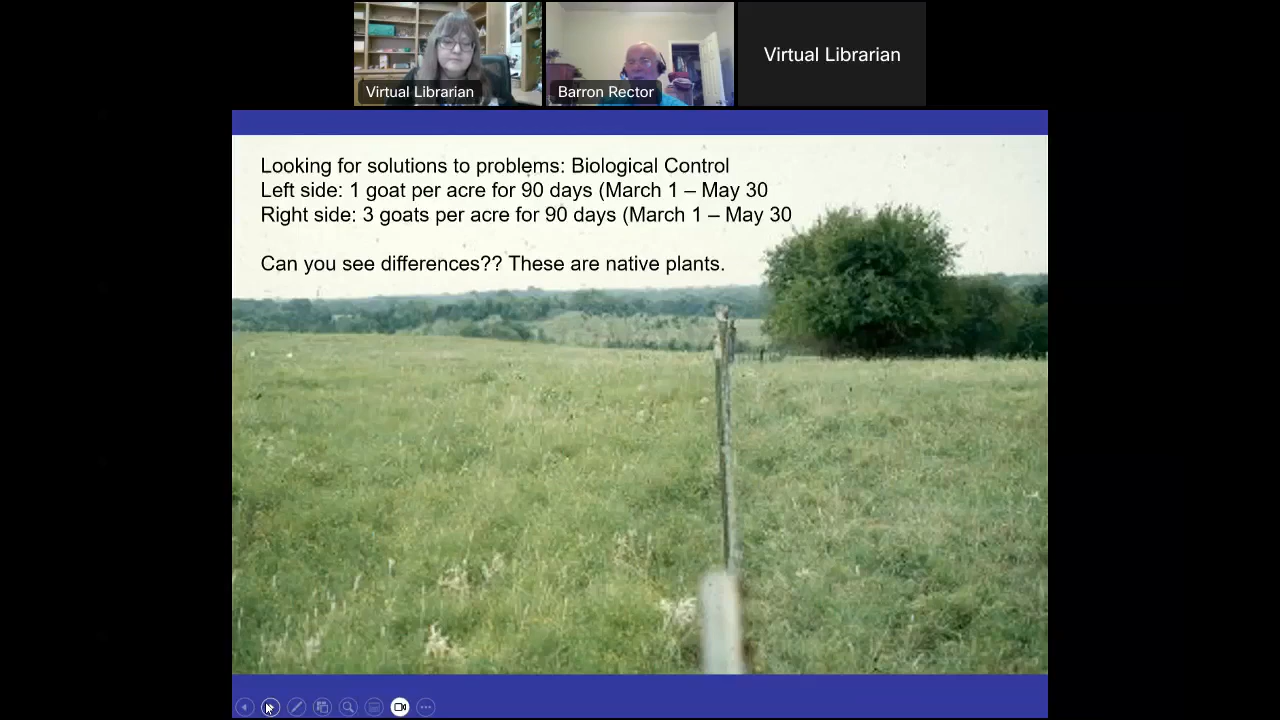 Virtual Librarian
Barron Rector
Virtual Librarian
Looking for solutions to problems: Biological Control
Left side: 1 goat per acre for 90 days (March 1 – May 30
Right side: 3 goats per acre for 90 days (March 1 – May 30
Can you see differences?? These are native plants.